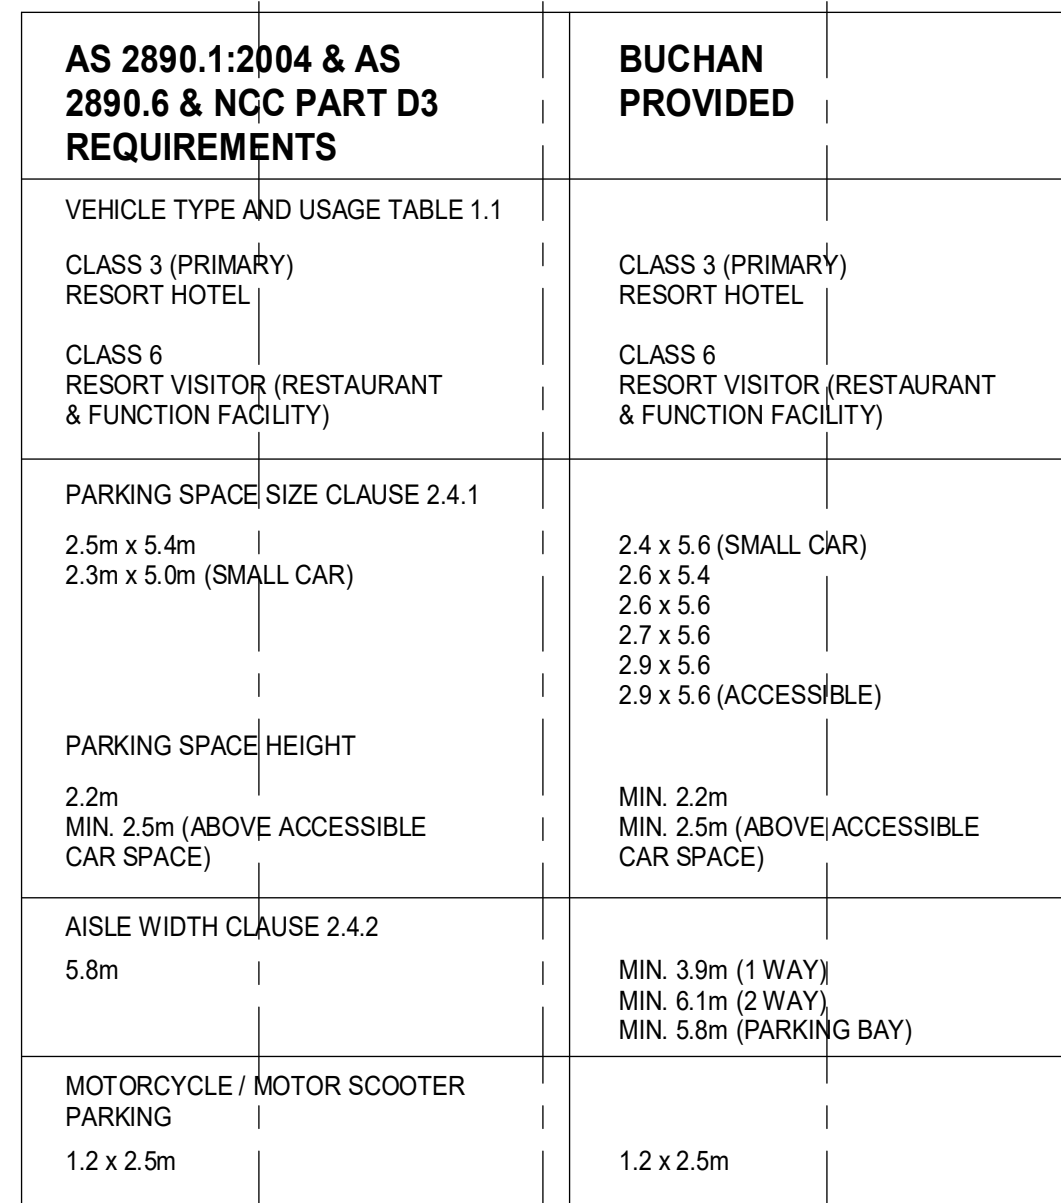 AS 2890.1:2004 & AS
2890.6 & NCC PART D3
REQUIREMENTS
BUCHAN
PROVIDED
VEHICLE TYPE AND USAGE TABLE 1.1
CLASS 3 (PRIMARY)
RESORT HOTEL
CLASS 6
RESORT VISITOR (RESTAURANT
& FUNCTION FACILITY)
CLASS 3 (PRIMARY)
RESORT HOTEL
CLASS 6
RESORT VISITOR (RESTAURANT
& FUNCTION FACILITY)
PARKING SPACE SIZE CLAUSE 2.4.1
2.5m x 5.4m
2.3m x 5.0m (SMALL CAR)
2.4 x 5.6 (SMALL CAR)
2.6 x 5.4
2.6 x 5.6
2.7 x 5.6
2.9 x 5.6
2.9 x 5.6 (ACCESSIBLE)
PARKING SPACE HEIGHT
2.2m
MIN. 2.5m (ABOVE ACCESSIBLE
CAR SPACE)
MIN. 2.2m
MIN. 2.5m (ABOVE ACCESSIBLE
CAR SPACE)
AISLE WIDTH CLAUSE 2.4.2
5.8m
MIN. 3.9m (1 WAY)
MIN. 6.1m (2 WAY)
MIN. 5.8m (PARKING BAY)
MOTORCYCLE / MOTOR SCOOTER
PARKING
1.2 x 2.5m
1.2 x 2.5m